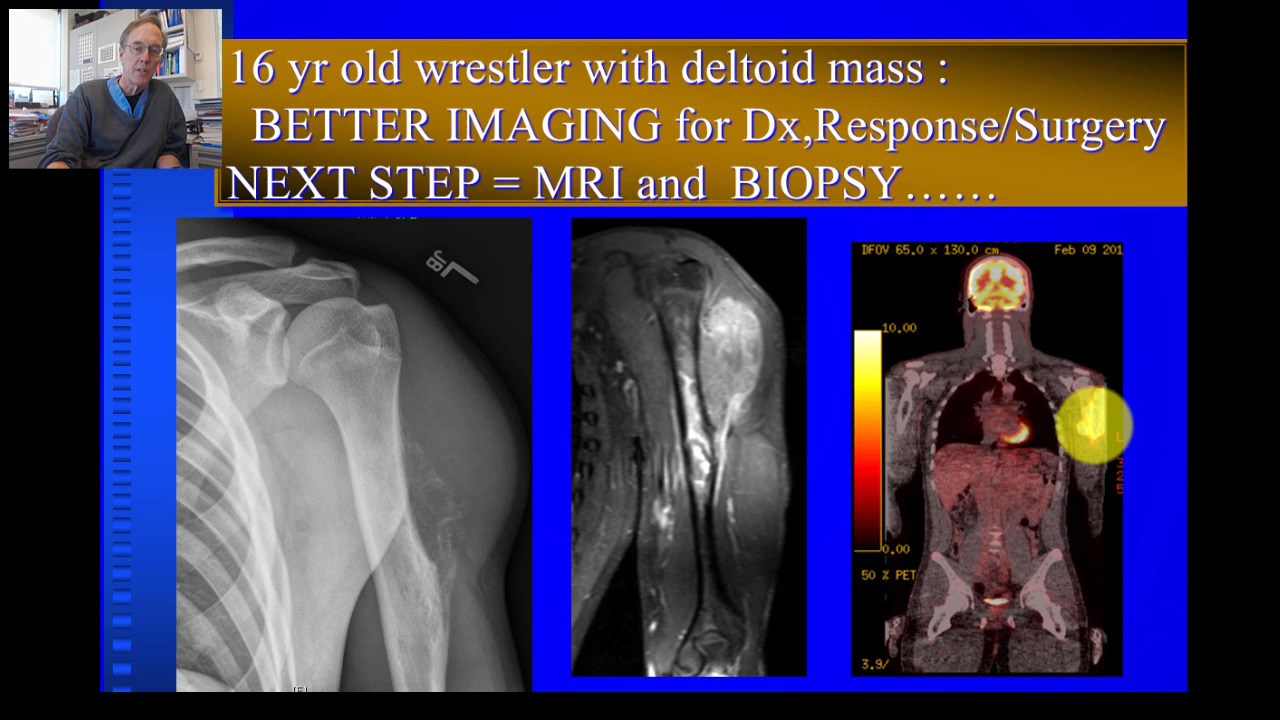 16 yr old wrestler with deltoid mass :
BETTER IMAGING for Dx,Response/Surgery
NEXT STEP = MRI and BIOPSY……
L
DFOV 65.0 x 130.0 cm
Feb 09 201
10.00
0.00
50 % PET
3.9/